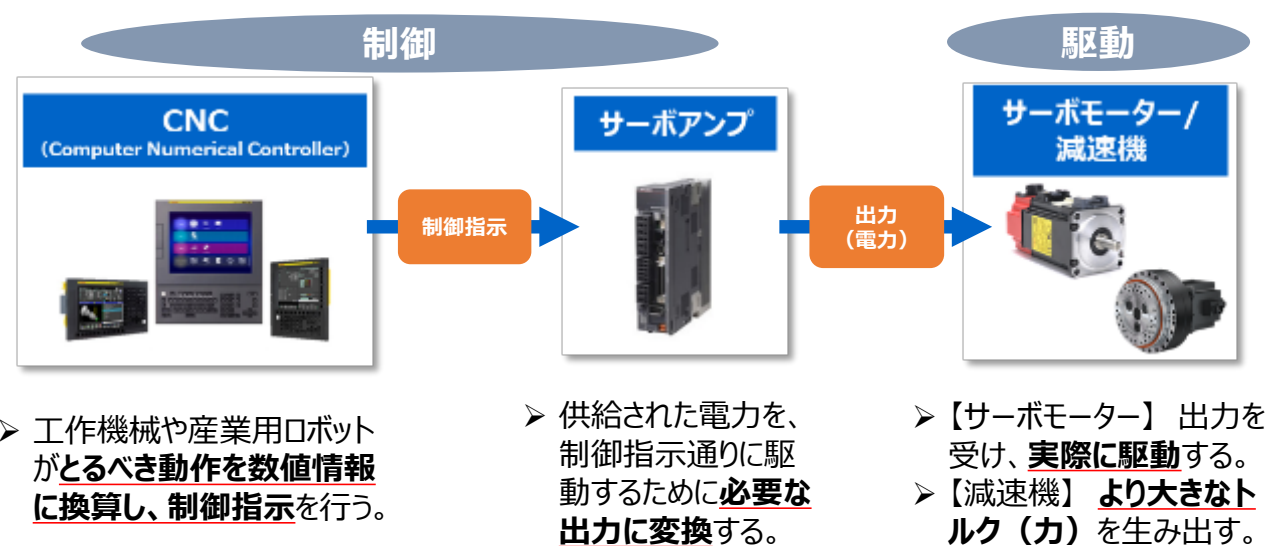 制御
駆動
CNC
(Computer Numerical Controller)
サーボアンプ
サーボモーター/
減速機
制御指示
出力
(電力)
➢ 工作機械や産業用ロボット
がとるべき動作を数値情報
に換算し、制御指示を行う。
➢ 供給された電力を、
制御指示通りに駆
動するために必要な
出力に変換する。
➢【サーボモーター】 出力を
受け、実際に駆動する。
➢【減速機】 より大きなト
ルク（力）を生み出す。